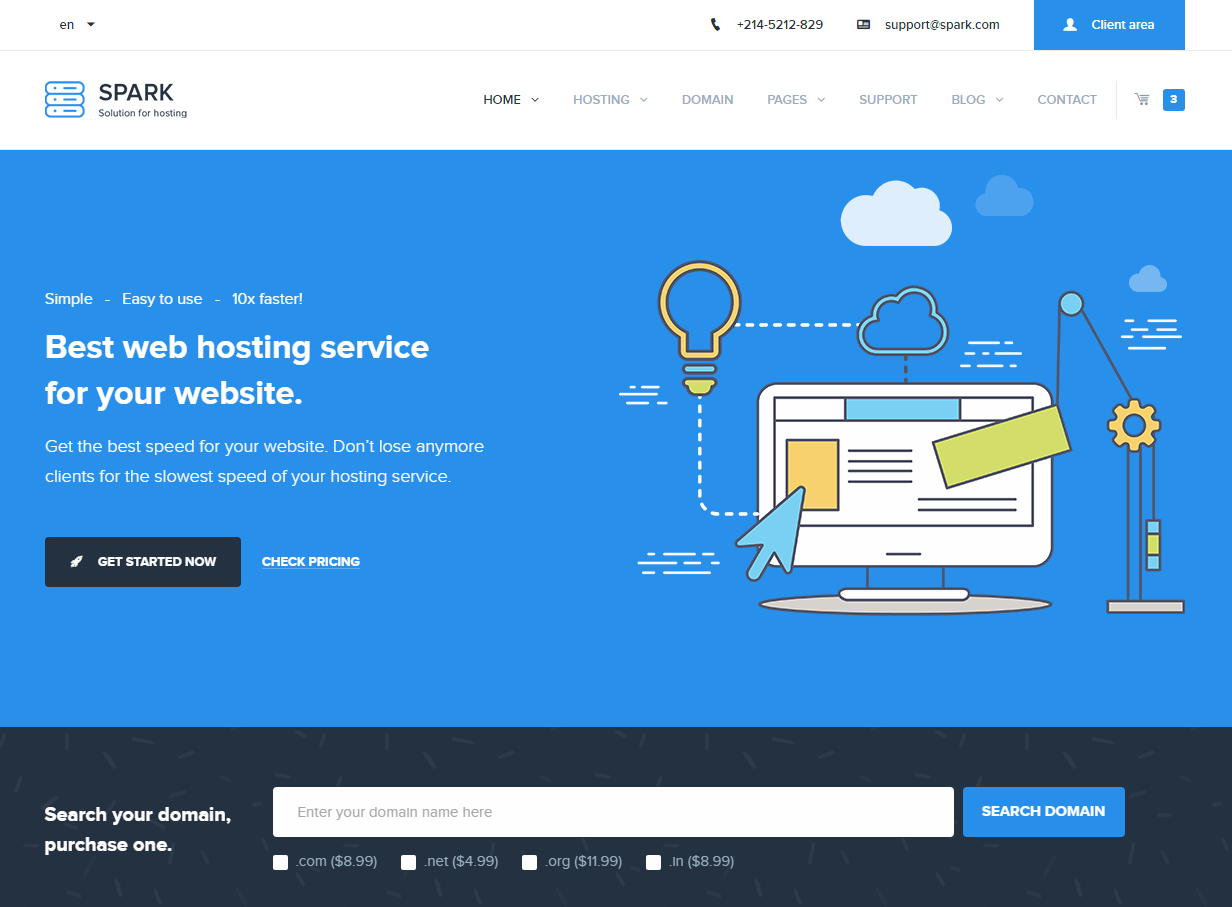 en
+214-5212-829
support@spark.com
Client area
SPARK
Solution for hosting
HOME
HOSTING
DOMAIN
PAGES
SUPPORT
BLOG
CONTACT
3
Simple - Easy to use - 10x faster!
Best web hosting service
for your website.
Get the best speed for your website. Don’t lose anymore
clients for the slowest speed of your hosting service.
GET STARTED NOW
CHECK PRICING
Search your domain,
purchase one.
Enter your domain name here
SEARCH DOMAIN
.com ($8.99)
.net ($4.99)
.org ($11.99)
.in ($8.99)